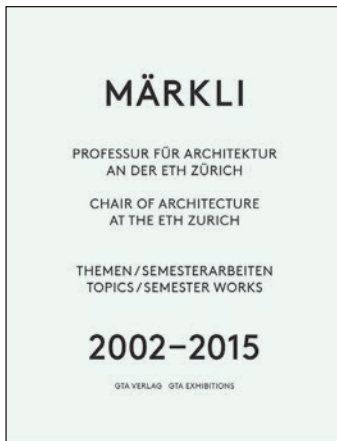 MÄRKLI
PROFESSUR FÜR ARCHITEKTUR
AN DER ETH ZÜRICH
CHAIR OF ARCHITECTURE
AT THE ETH ZURICH
THEMEN/SEMESTERARBEITEN
TOPICS/SEMESTER WORKS
2002–2015
GTA VERLAG GTA EXHIBITIONS